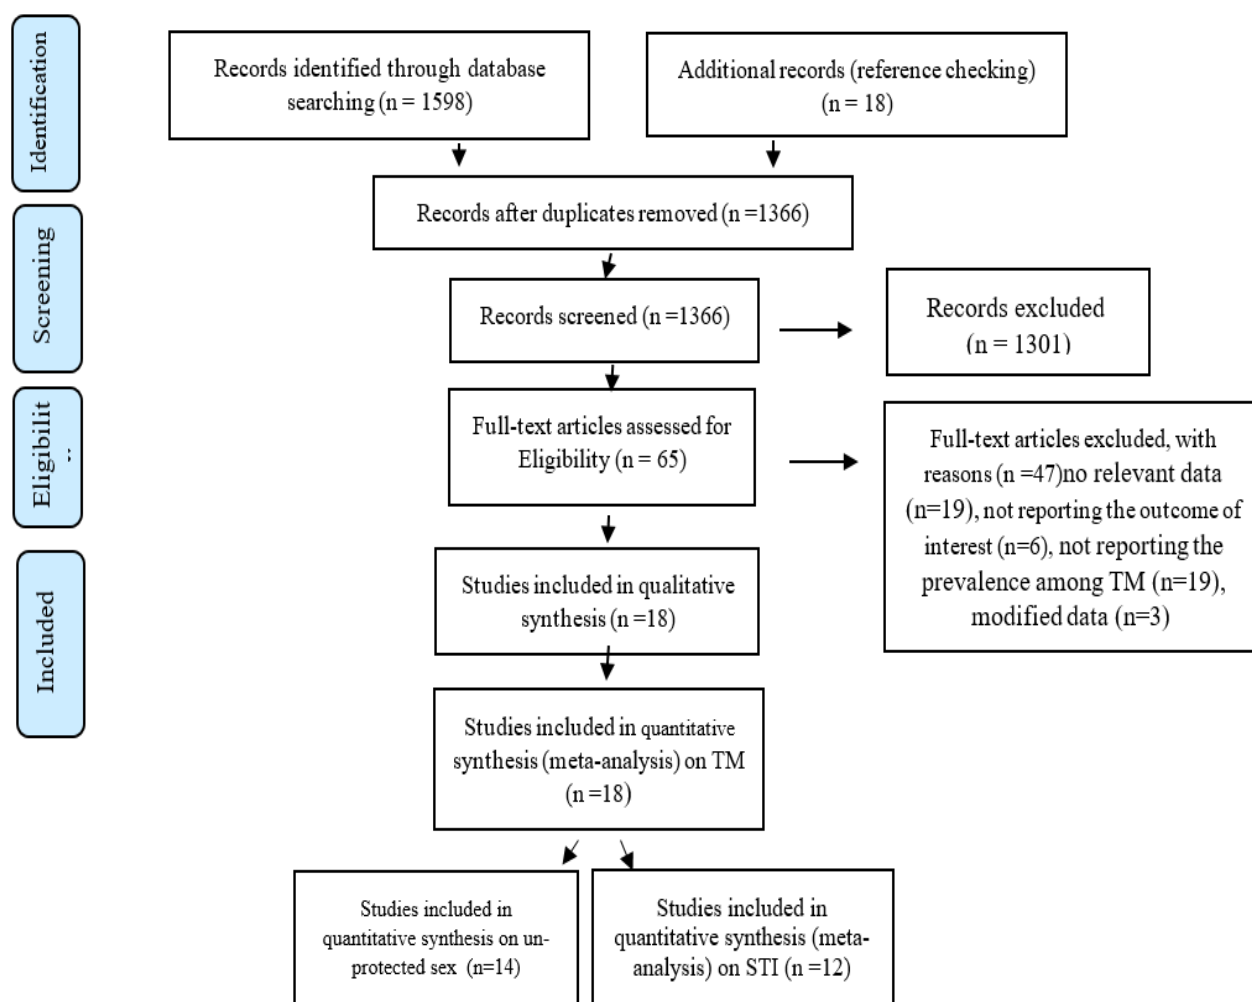 Identification
Records identified through database
searching (n = 1598)
Additional records (reference checking)
(n = 18)
Records after duplicates removed (n =1366)
Screening
Records screened (n =1366)
Records excluded
(n = 1301)
Eligibilit
Full-text articles assessed for
Eligibility (n = 65)
Full-text articles excluded, with
reasons (n =47)no relevant data
(n=19), not reporting the outcome of
interest (n=6), not reporting the
prevalence among TM (n=19),
modified data (n=3)
Included
Studies included in qualitative
synthesis (n =18)
Studies included in quantitative
synthesis (meta-analysis) on TM
(n =18)
Studies included in
quantitative synthesis on un-
protected sex (n=14)
Studies included in
quantitative synthesis (meta-
analysis) on STI (n =12)